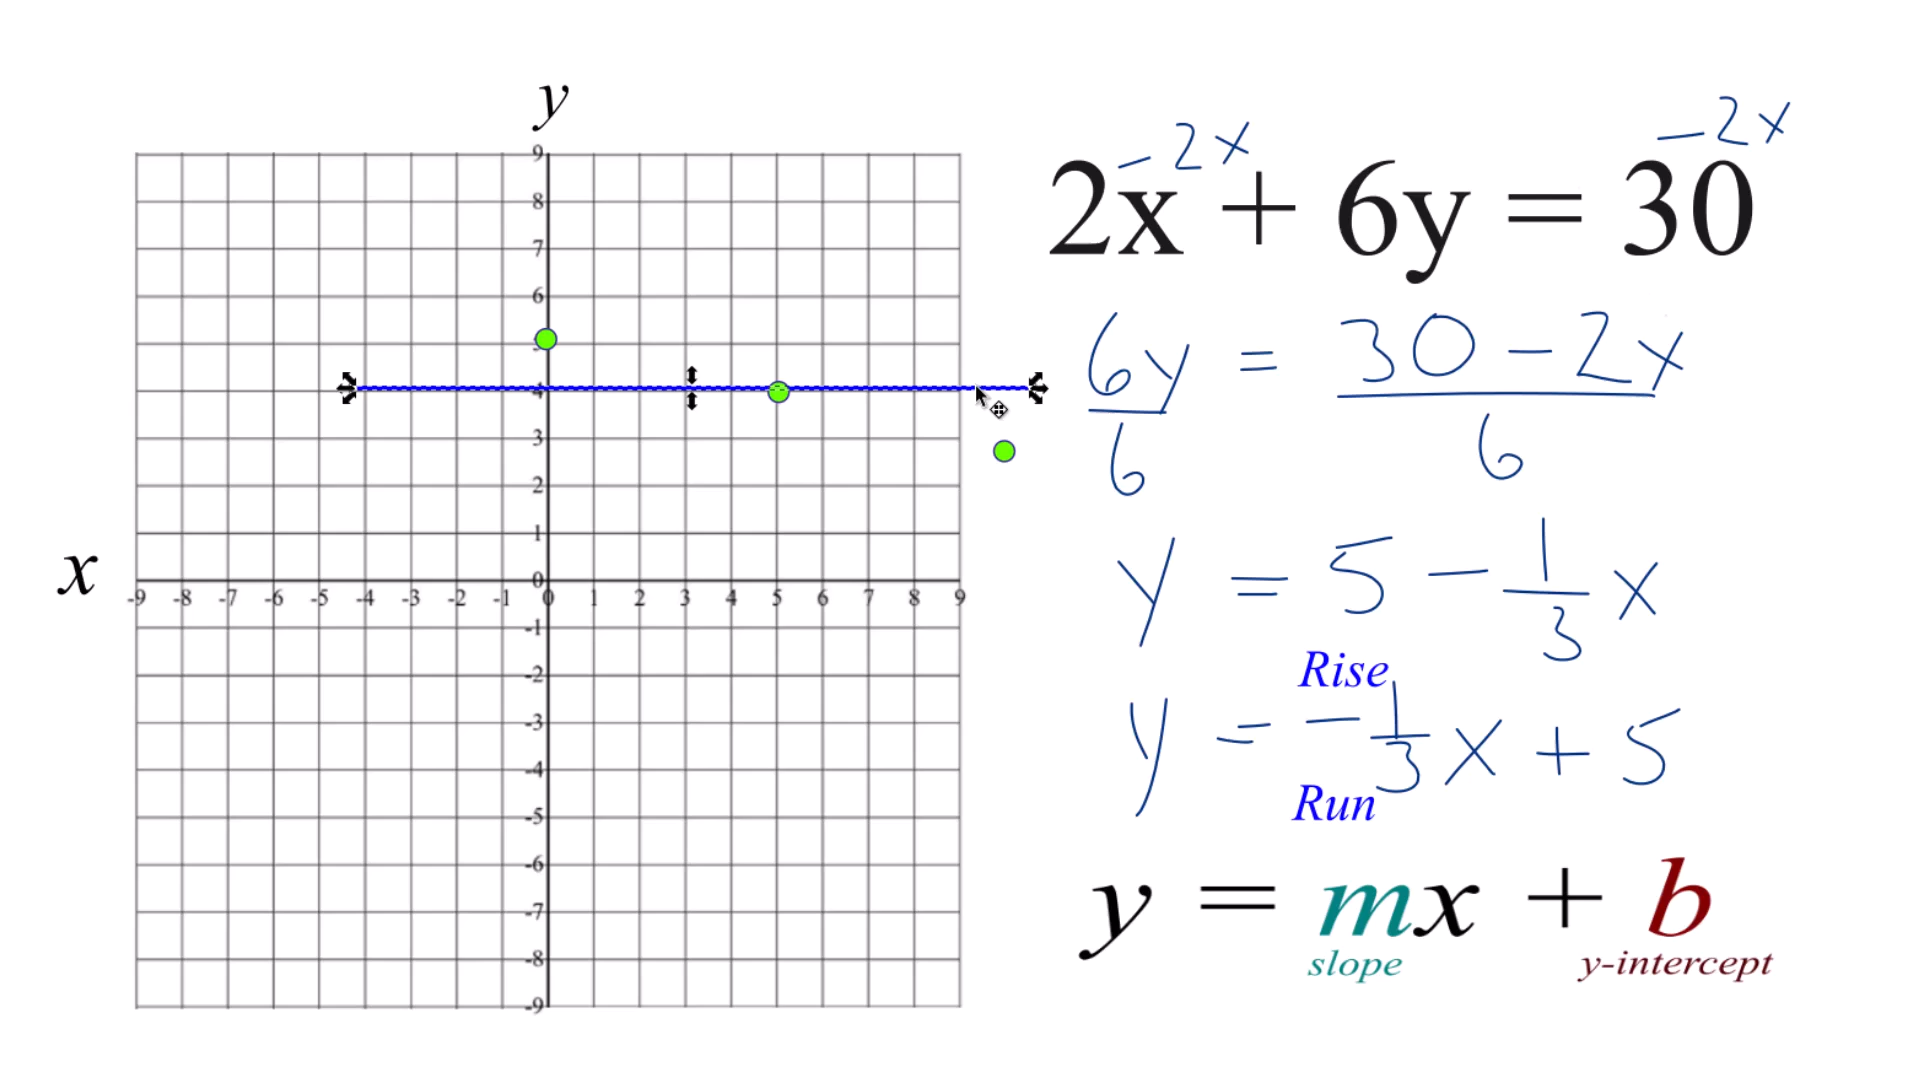 y
9
8
7
6
5
4
3
2
1
x
-9 -8 -7 -6 -5 -4 -3 -2 -1 0 1 2 3 4 5 6 7 8 9
0
-1
-2
-3
-4
-5
-6
-7
-8
-9
-2x -2x
2x + 6y = 30
6y/6 = 30 - 2x/6
y = 5 - 1/3 x
Rise
y = - 1/3 x + 5
Run
y = mx + b
slope y-intercept